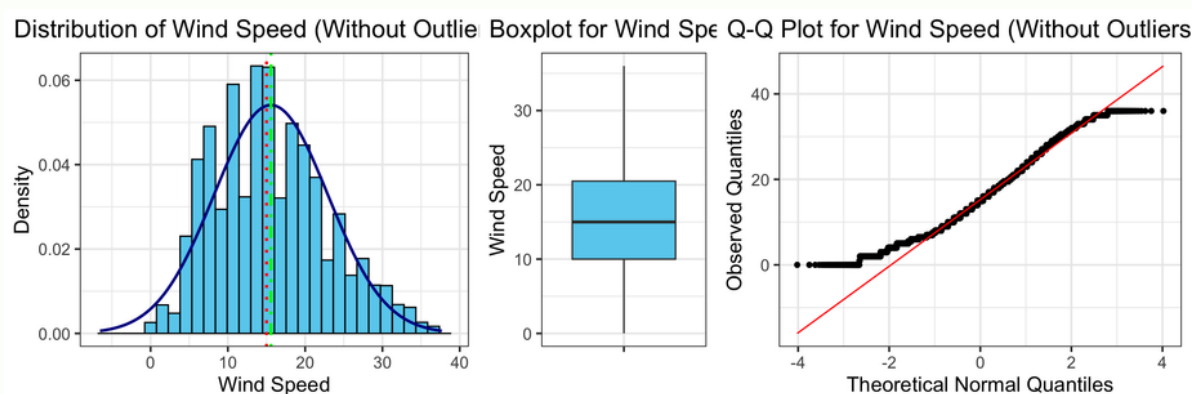 Distribution of Wind Speed (Without Outlie
Density
0.06
0.04
0.02
0.00
0
10
20
30
40
Wind Speed
Boxplot for Wind Spe
Wind Speed
30
20
10
0
Q-Q Plot for Wind Speed (Without Outliers
Observed Quantiles
40
20
0
-4
-2
0
2
4
Theoretical Normal Quantiles